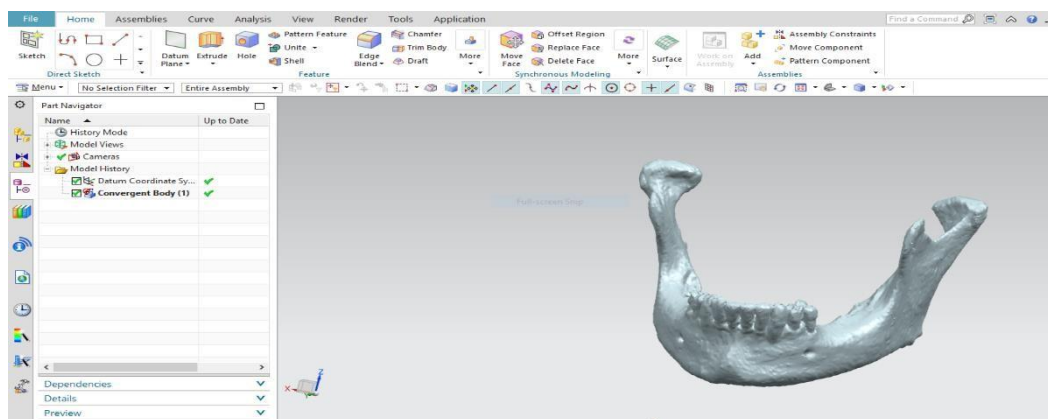 File Home Assemblies Curve Analysis View Render Tools Application Find a Command
Sketch Datum Plane Extrude Hole Pattern Feature Unite Shell Edge Blend Chamfer Trim Body Draft More Move Face Offset Region Replace Face Delete Face More Surface Work on Assembly Add Assembly Constraints Move Component Pattern Component
Direct Sketch Feature Synchronous Modeling Assemblies
Menu No Selection Filter Entire Assembly
Part Navigator
Name Up to Date
History Mode
Model Views
Cameras
Model History
Datum Coordinate Sy...
Convergent Body (1)
Full-screen Snip
Dependencies
Details
Preview
X
Z